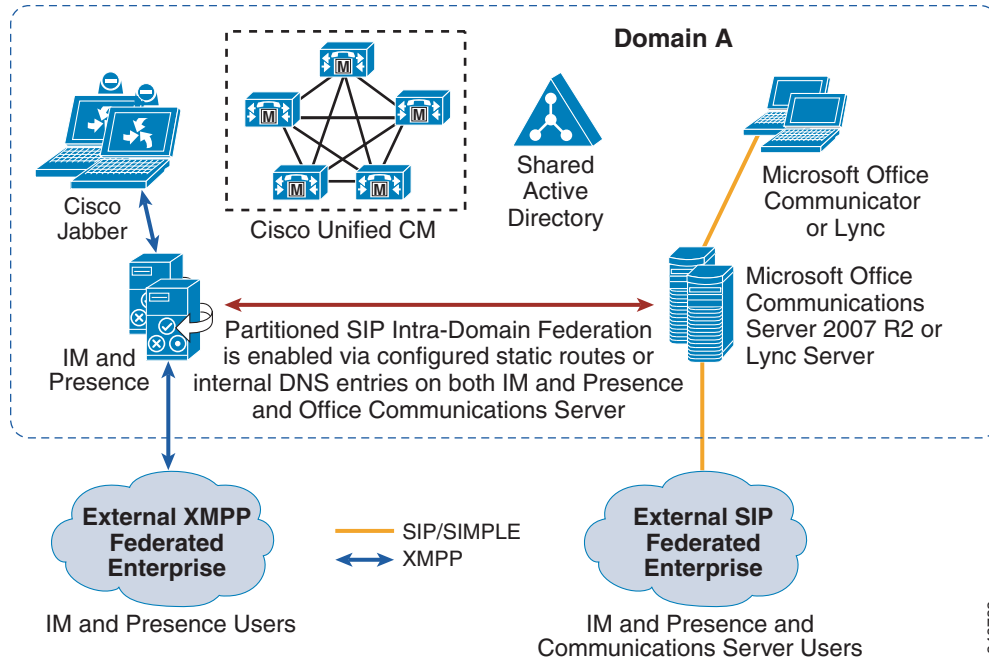 Domain A
M
M
M
M
M
Cisco
Jabber
Cisco Unified CM
Shared
Active
Directory
Microsoft Office
Communicator
or Lync
IM and
Presence
Partitioned SIP Intra-Domain Federation
is enabled via configured static routes or
internal DNS entries on both IM and Presence
and Office Communications Server
Microsoft Office
Communications
Server 2007 R2 or
Lync Server
External XMPP
Federated
Enterprise
IM and Presence Users
SIP/SIMPLE
XMPP
External SIP
Federated
Enterprise
IM and Presence and
Communications Server Users